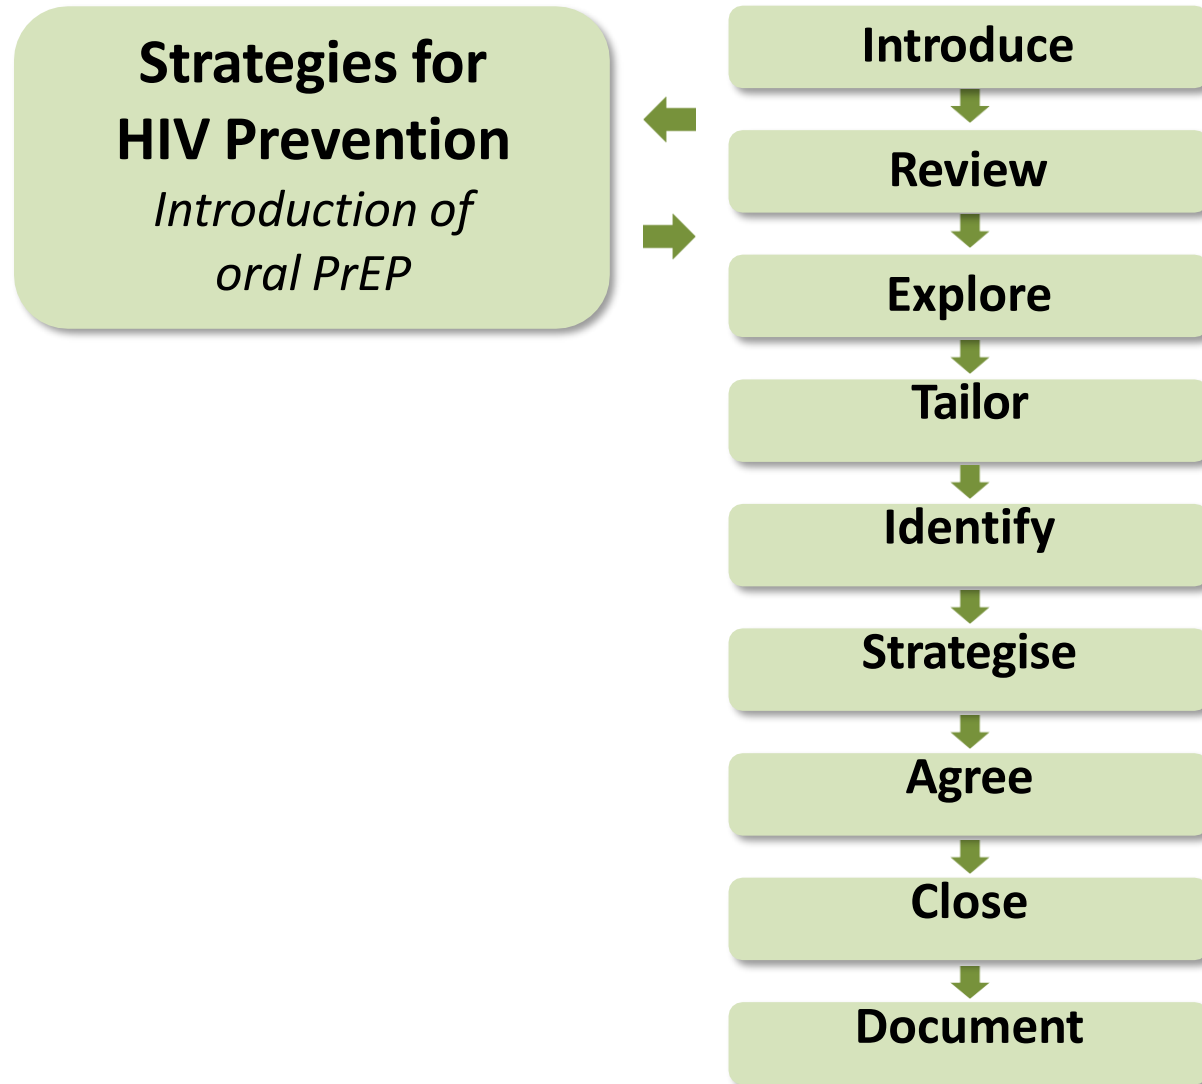 Strategies for
HIV Prevention
Introduction of
oral PrEP
Introduce
Review
Explore
Tailor
Identify
Strategise
Agree
Close
Document